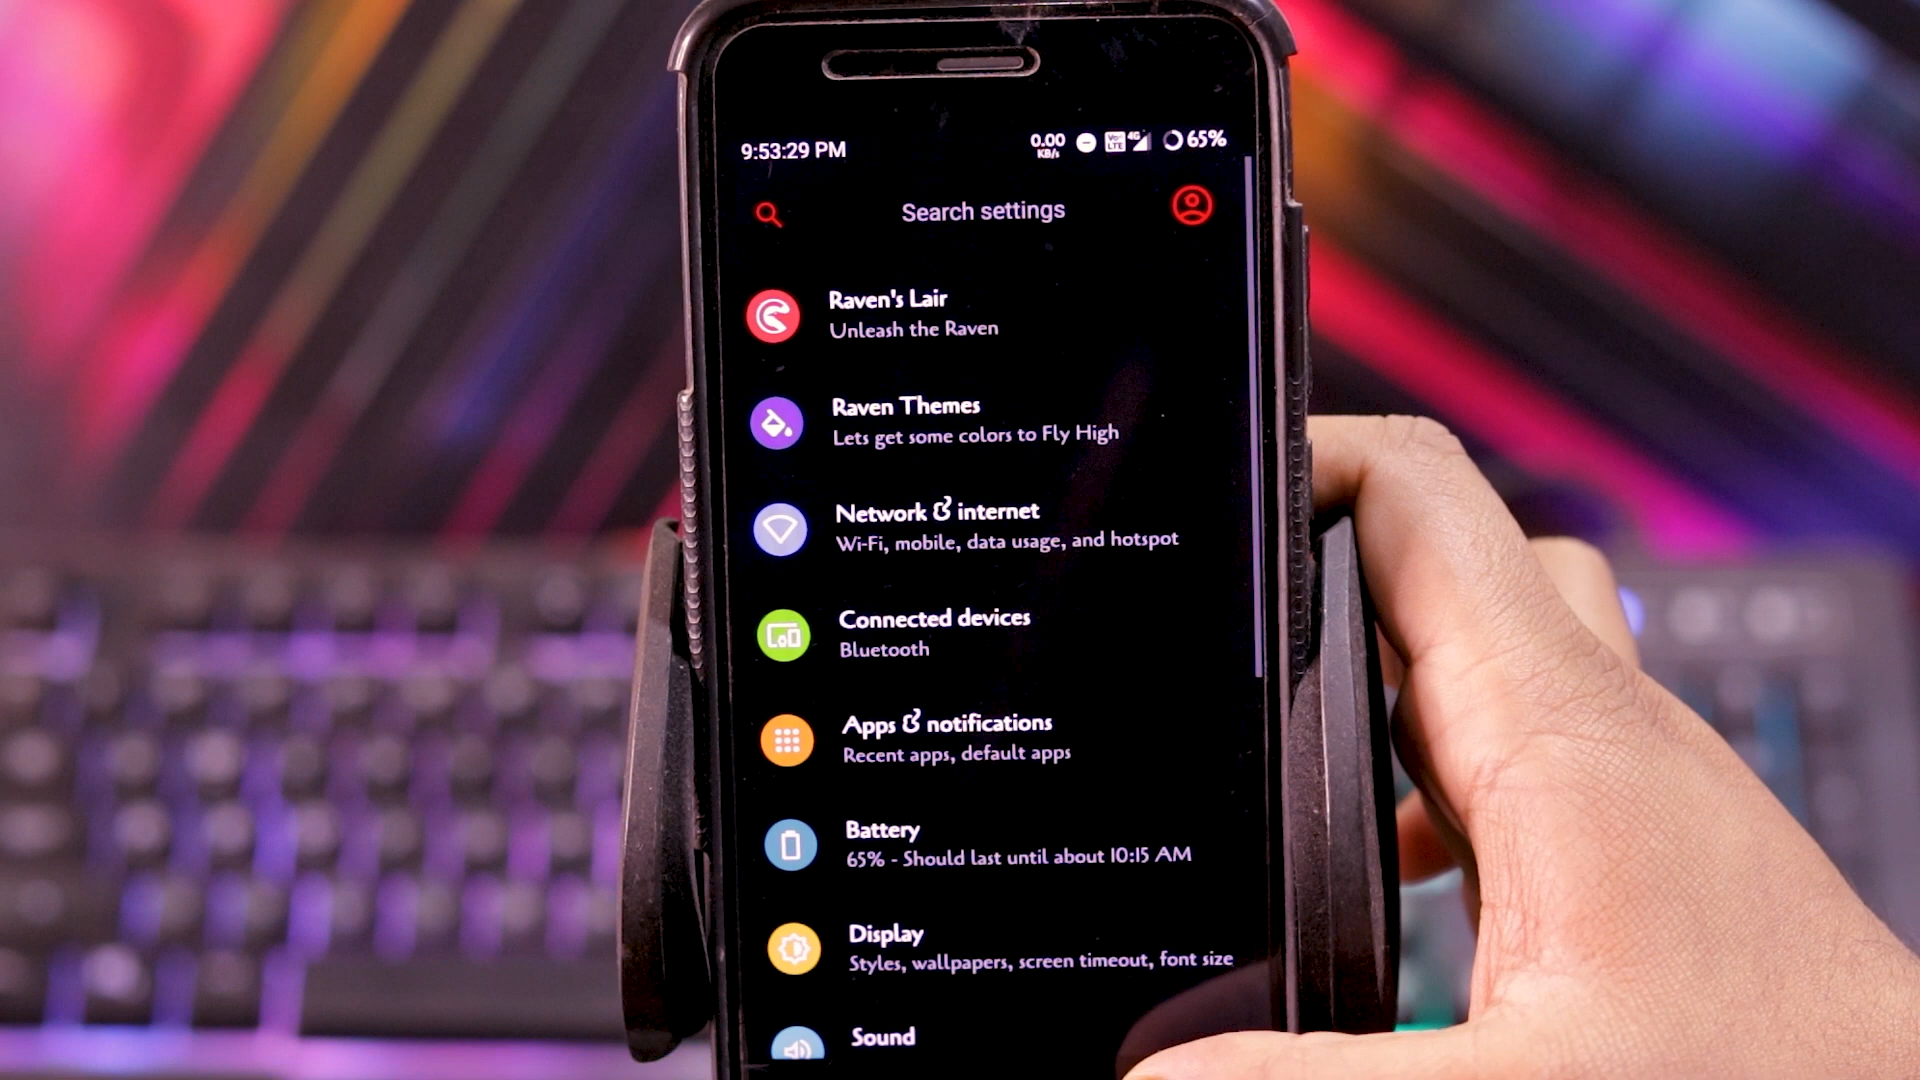 9:53:29 PM 0.00 KB/s Vo LTE 4G 65%
Search settings
Raven's Lair
Unleash the Raven
Raven Themes
Lets get some colors to Fly High
Network & internet
Wi-Fi, mobile, data usage, and hotspot
Connected devices
Bluetooth
Apps & notifications
Recent apps, default apps
Battery
65% - Should last until about 10:15 AM
Display
Styles, wallpapers, screen timeout, font size
Sound